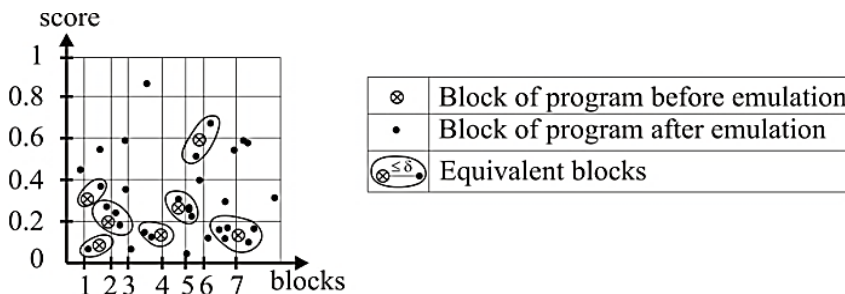 score
1
0.8
0.6
0.4
0.2
0
1 2 3 4 5 6 7 blocks
Block of program before emulation
Block of program after emulation
≤δ Equivalent blocks